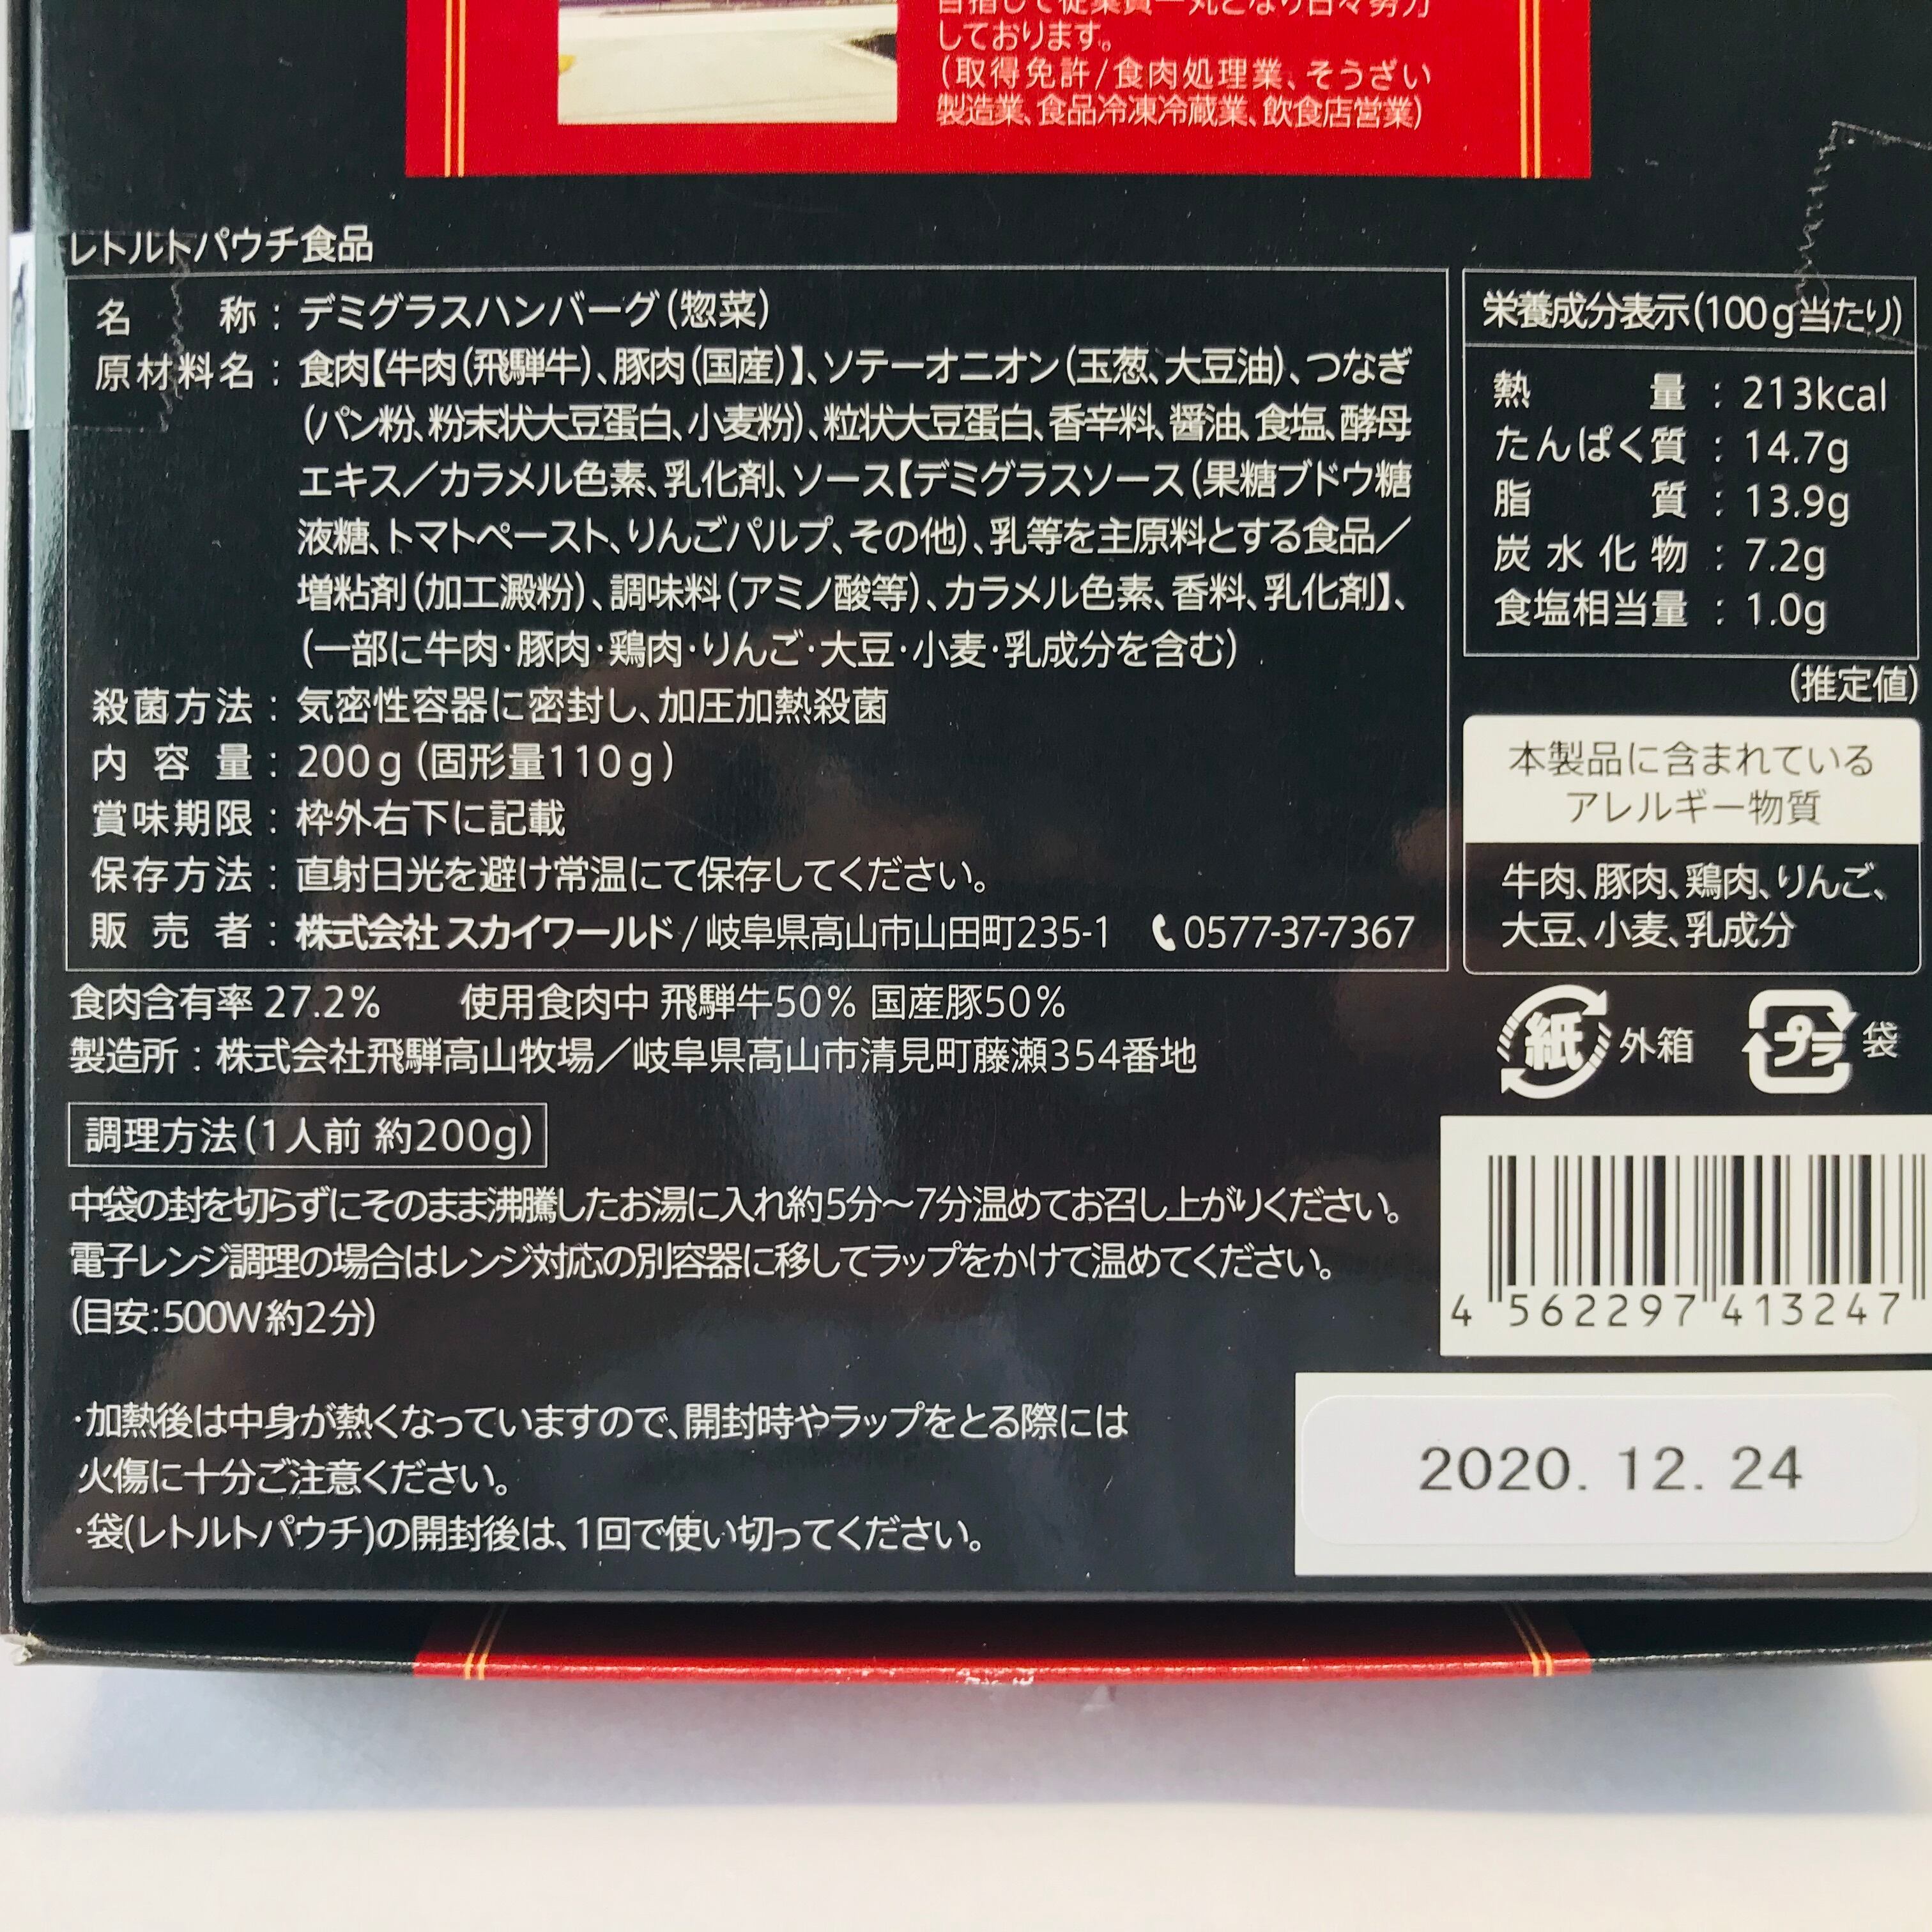 目指して従業員一丸となり日々努力
しております。
(取得免許/食肉処理業、そうざい
製造業、食品冷凍冷蔵業、飲食店営業)
レトルトパウチ食品
名称:デミグラスハンバーグ(惣菜)
原材料名:食肉【牛肉(飛騨牛)、豚肉(国産)】、ソテーオニオン(玉葱、大豆油)、つなぎ
(パン粉、粉末状大豆蛋白、小麦粉)、粒状大豆蛋白、香辛料、醤油、食塩、酵母
エキス/カラメル色素、乳化剤、ソース【デミグラスソース(果糖ブドウ糖
液糖、トマトペースト、りんごパルプ、その他)、乳等を主原料とする食品/
増粘剤(加工澱粉)、調味料(アミノ酸等)、カラメル色素、香料、乳化剤】、
(一部に牛肉・豚肉・鶏肉・りんご・大豆・小麦・乳成分を含む)
殺菌方法:気密性容器に密封し、加圧加熱殺菌
内容量:200g(固形量110g)
賞味期限:枠外右下に記載
保存方法:直射日光を避け常温にて保存してください。
販売者:株式会社スカイワールド/岐阜県高山市山田町235-1 0577-37-7367
栄養成分表示(100g当たり)
熱量:213kcal
たんぱく質:14.7g
脂質:13.9g
炭水化物:7.2g
食塩相当量:1.0g
(推定値)
本製品に含まれている
アレルギー物質
牛肉、豚肉、鶏肉、りんご、
大豆、小麦、乳成分
食肉含有率 27.2% 使用食肉中 飛騨牛50% 国産豚50%
製造所:株式会社飛騨高山牧場/岐阜県高山市清見町藤瀬354番地
紙 外箱 プラ 袋
調理方法(1人前 約200g)
中袋の封を切らずにそのまま沸騰したお湯に入れ約5分〜7分温めてお召し上がりください。
電子レンジ調理の場合はレンジ対応の別容器に移してラップをかけて温めてください。
(目安:500W約2分)
4 562297 413247
・加熱後は中身が熱くなっていますので、開封時やラップをとる際には
火傷に十分ご注意ください。
・袋(レトルトパウチ)の開封後は、1回で使い切ってください。
2020. 12. 24